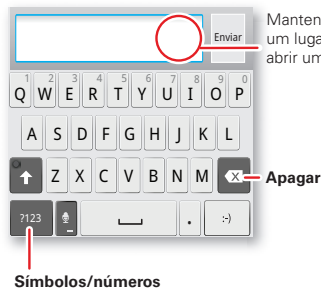 Manten
um luga
abrir um
Enviar
1 2 3 4 5 6 7 8 9 0
Q W E R T Y U I O P
A S D F G H J K L
Z X C V B N M
Apagar
?123 . :-)
Símbolos/números